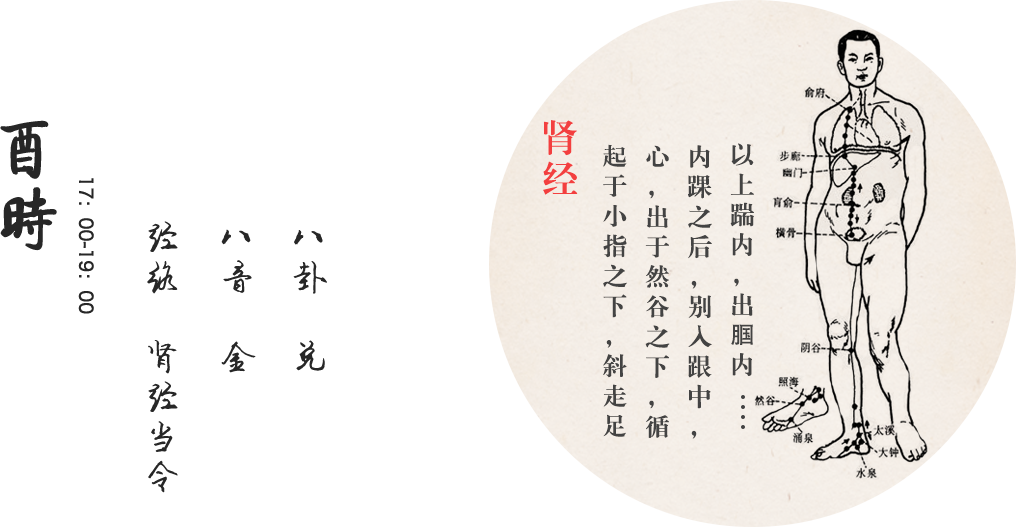 酉時
17：00-19：00
经络 肾经当令
八音 金
八卦 兑
肾经
起于小指之下，斜走足
心，出于然谷之下，循
内踝之后，别入跟中，
以上踹内，出腘内……
俞府
步廊
幽门
肓俞
横骨
阴谷
照海
然谷
涌泉
太溪
大钟
水泉